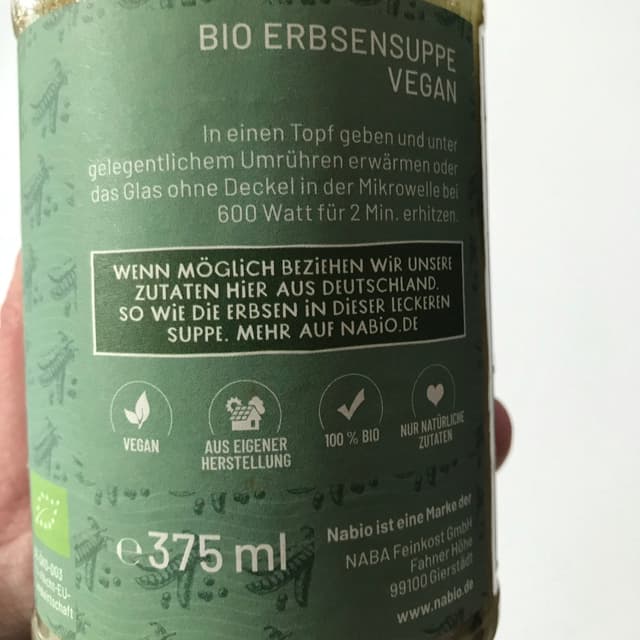 BIO ERBSENSUPPE
VEGAN
In einen Topf geben und unter
gelegentlichem Umrühren erwärmen oder
das Glas ohne Deckel in der Mikrowelle bei
600 Watt für 2 Min. erhitzen.
WENN MÖGLICH BEZIEHEN WIR UNSERE
ZUTATEN HIER AUS DEUTSCHLAND.
SO WIE DIE ERBSEN IN DIESER LECKEREN
SUPPE. MEHR AUF NABIO.DE
VEGAN
AUS EIGENER
HERSTELLUNG
100 % BIO
NUR NATÜRLICHE
ZUTATEN
℮375 ml
Nabio ist eine Marke der
NABA Feinkost GmbH
Fahner Höhe
99100 Gierstädt
www.nabio.de